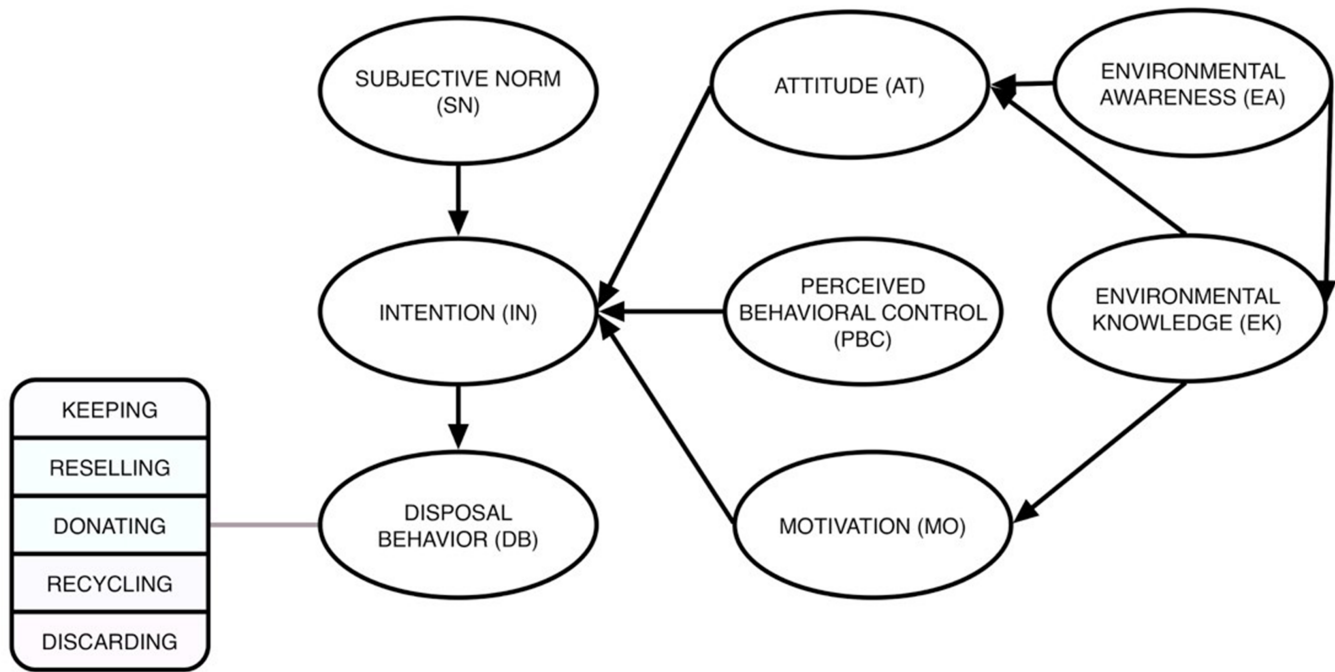 SUBJECTIVE NORM
(SN)
ATTITUDE (AT)
ENVIRONMENTAL
AWARENESS (EA)
INTENTION (IN)
PERCEIVED
BEHAVIORAL CONTROL
(PBC)
ENVIRONMENTAL
KNOWLEDGE (EK)
KEEPING
RESELLING
DONATING
RECYCLING
DISCARDING
DISPOSAL
BEHAVIOR (DB)
MOTIVATION (MO)